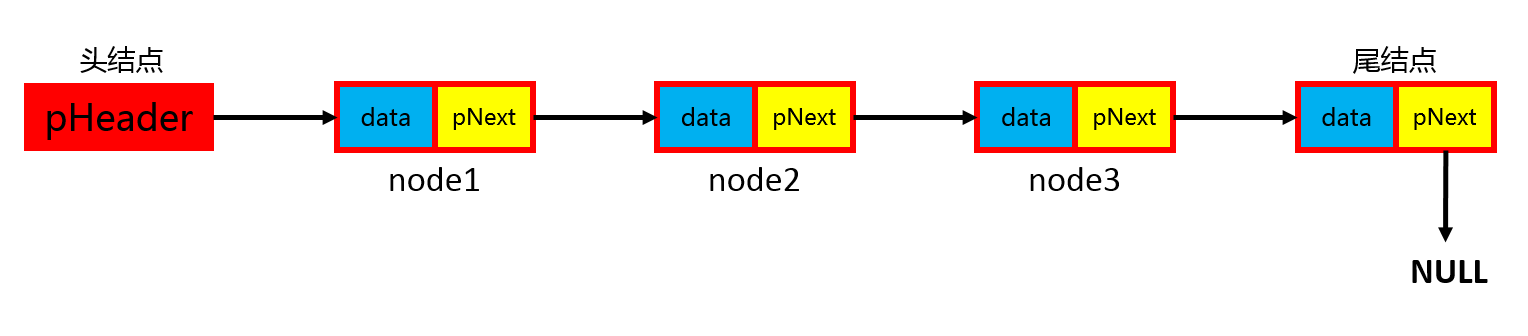 头结点
尾结点
pHeader
data
pNext
data
pNext
data
pNext
data
pNext
node1
node2
node3
NULL